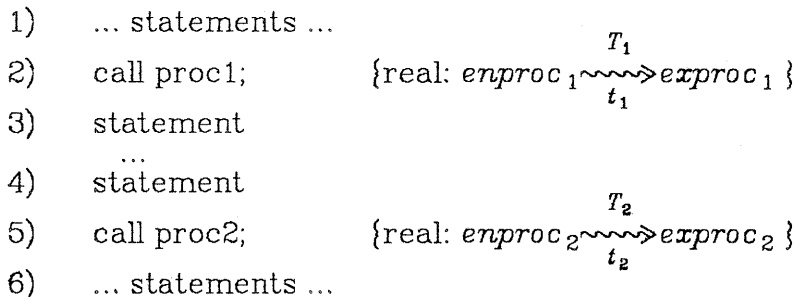 1) ... statements ...
2) call proc1; {real: enproc₁ ⇝ exproc₁ } T₁ t₁
3) statement
...
4) statement
5) call proc2; {real: enproc₂ ⇝ exproc₂ } T₂ t₂
6) ... statements ...